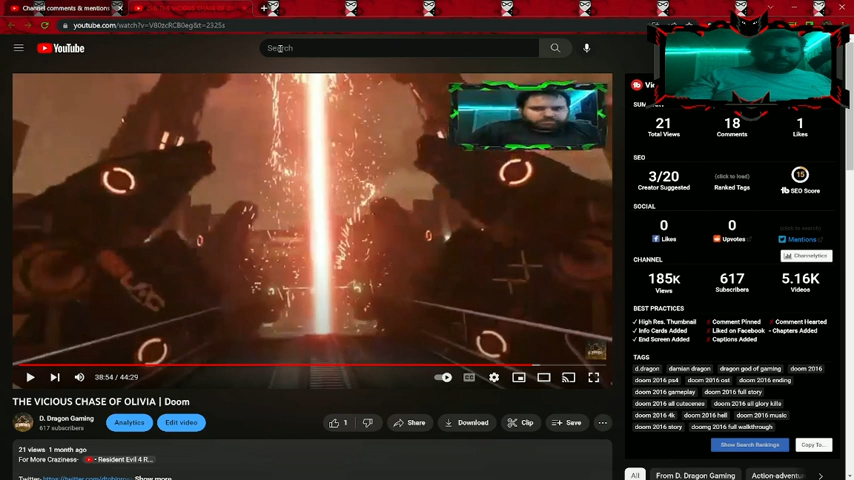 Channel comments & mentions
youtube.com/watch?v=V80zcRCB0eg&t=2325s
YouTube
Search
21
18
1
Total Views
Comments
Likes
SEO
3/20
(click to load)
15
Creator Suggested
Ranked Tags
SEO Score
SOCIAL
0
0
(click to search)
Likes
Upvotes
Mentions
Channelytics
CHANNEL
185K
617
5.16K
Views
Subscribers
Videos
BEST PRACTICES
✓ High Res. Thumbnail
✗ Comment Pinned
✗ Comment Hearted
✓ Info Cards Added
✗ Liked on Facebook
- Chapters Added
✓ End Screen Added
✗ Captions Added
TAGS
d.dragon
damian dragon
dragon god of gaming
doom 2016
doom 2016 ps4
doom 2016 ost
doom 2016 ending
doom 2016 gameplay
doom 2016 full story
doom 2016 all cutscenes
doom 2016 all glory kills
doom 2016 4k
doom 2016 hell
doom 2016 music
doom 2016 story
doomg 2016 full walkthrough
Show Search Rankings
Copy To...
38:54 / 44:29
THE VICIOUS CHASE OF OLIVIA | Doom
D. Dragon Gaming
617 subscribers
Analytics
Edit video
1
Share
Download
Clip
Save
21 views 1 month ago
For More Craziness-
Resident Evil 4 R...
Show more
All
From D. Dragon Gaming